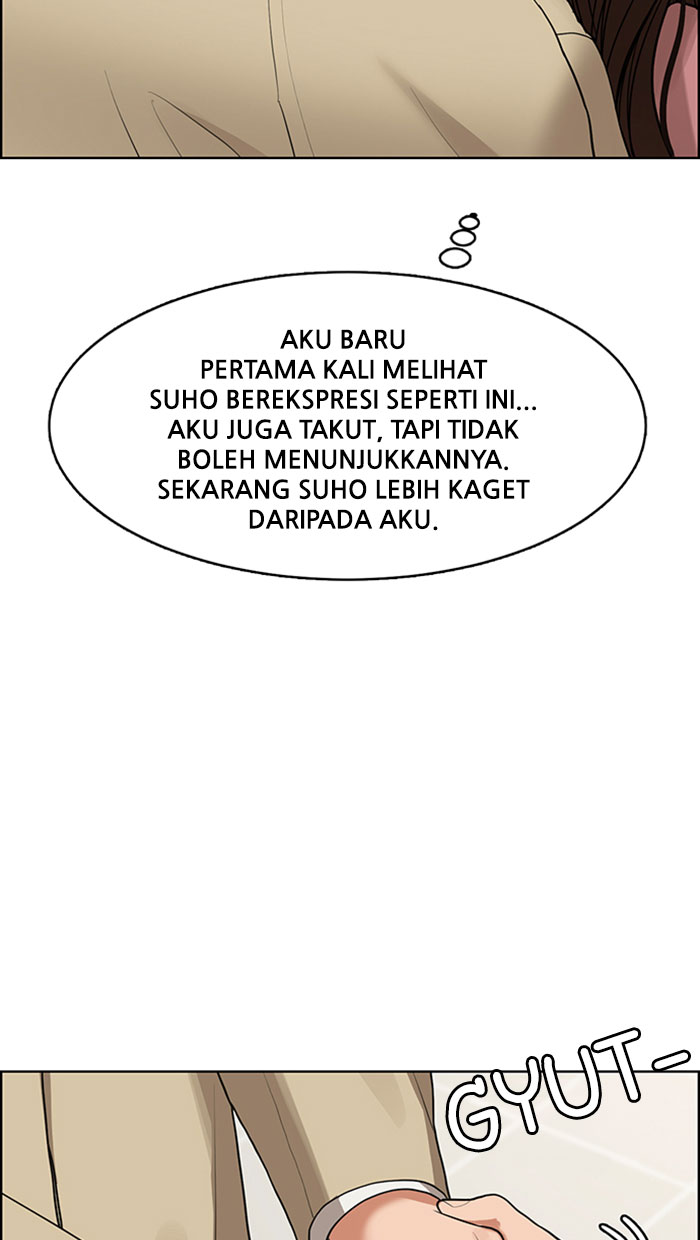 AKU BARU
PERTAMA KALI MELIHAT
SUHO BEREKSPRESI SEPERTI INI...
AKU JUGA TAKUT, TAPI TIDAK
BOLEH MENUNJUKKANNYA.
SEKARANG SUHO LEBIH KAGET
DARIPADA AKU.
GYUT-